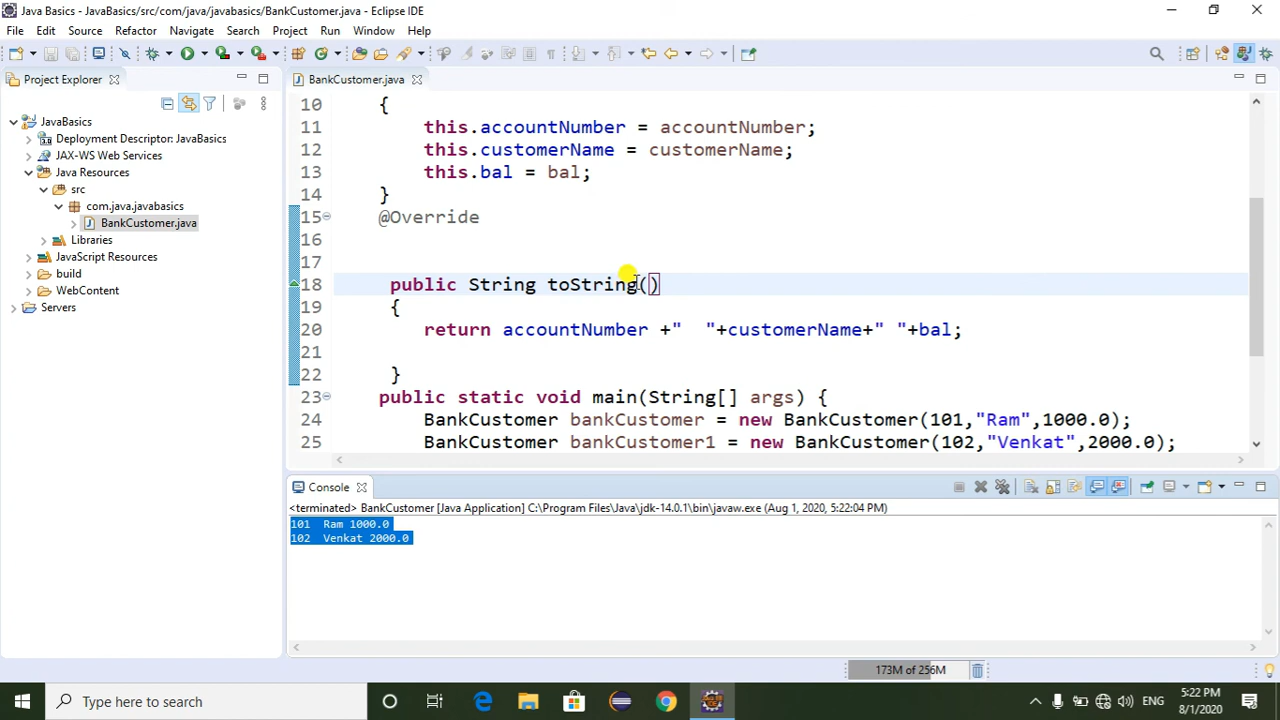 Java Basics - JavaBasics/src/com/java/javabasics/BankCustomer.java - Eclipse IDE
File Edit Source Refactor Navigate Search Project Run Window Help
Project Explorer
BankCustomer.java
JavaBasics
Deployment Descriptor: JavaBasics
JAX-WS Web Services
Java Resources
src
com.java.javabasics
BankCustomer.java
Libraries
JavaScript Resources
build
WebContent
Servers
10 {
11 this.accountNumber = accountNumber;
12 this.customerName = customerName;
13 this.bal = bal;
14 }
15 @Override
16
17
18 public String toString()
19 {
20 return accountNumber +"  "+customerName+" "+bal;
21
22 }
23 public static void main(String[] args) {
24 BankCustomer bankCustomer = new BankCustomer(101,"Ram",1000.0);
25 BankCustomer bankCustomer1 = new BankCustomer(102,"Venkat",2000.0);
Console
<terminated> BankCustomer [Java Application] C:\Program Files\Java\jdk-14.0.1\bin\javaw.exe (Aug 1, 2020, 5:22:04 PM)
101  Ram 1000.0
102  Venkat 2000.0
173M of 256M
Type here to search
ENG
5:22 PM
8/1/2020